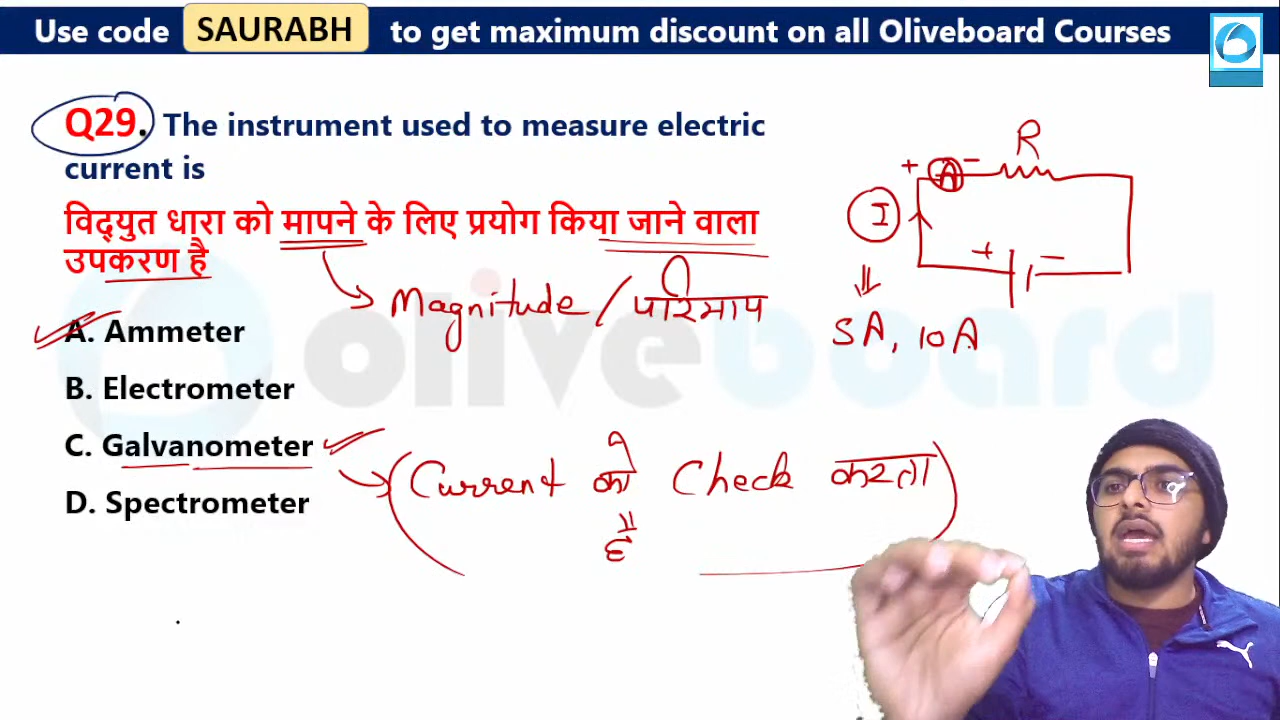 Use code SAURABH to get maximum discount on all Oliveboard Courses
Q29. The instrument used to measure electric
current is
विद्युत धारा को मापने के लिए प्रयोग किया जाने वाला
उपकरण है
Magnitude / परिमाप
A. Ammeter
B. Electrometer
C. Galvanometer
D. Spectrometer
Current को Check करता
है
+ A − R
I
+ −
5A, 10A
oliveboard